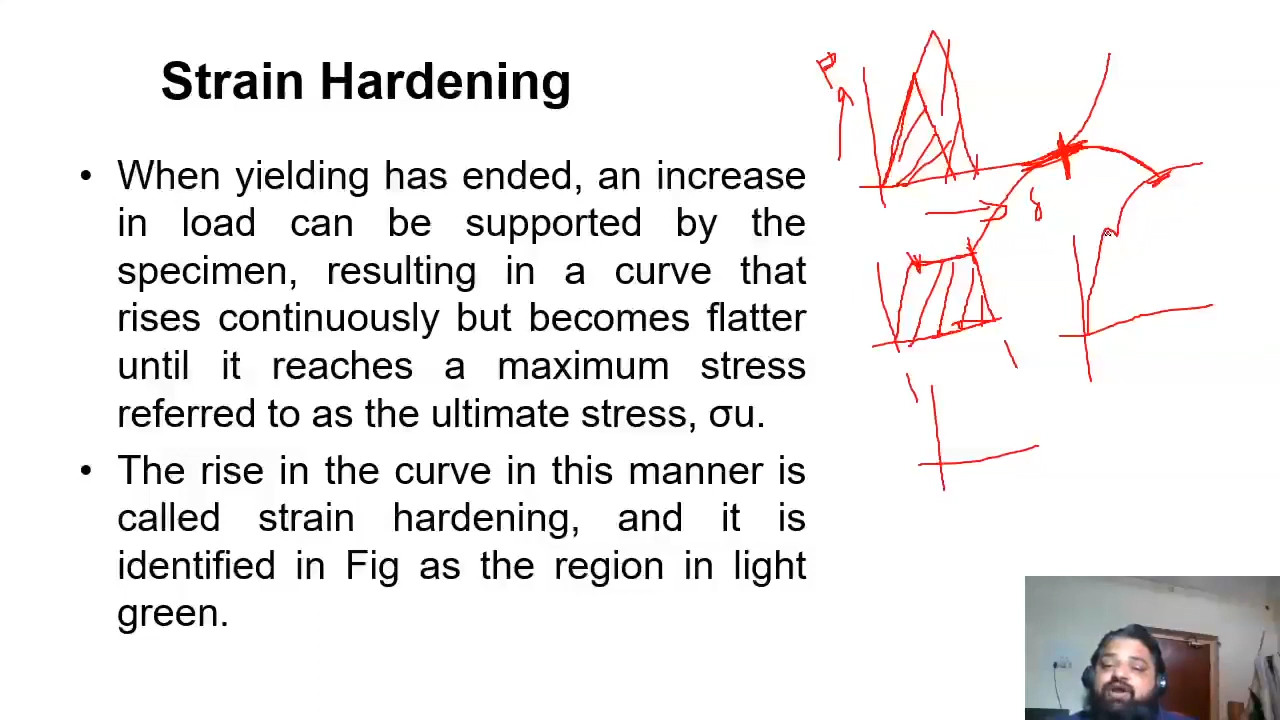 Strain Hardening
• When yielding has ended, an increase
in load can be supported by the
specimen, resulting in a curve that
rises continuously but becomes flatter
until it reaches a maximum stress
referred to as the ultimate stress, σu.
• The rise in the curve in this manner is
called strain hardening, and it is
identified in Fig as the region in light
green.